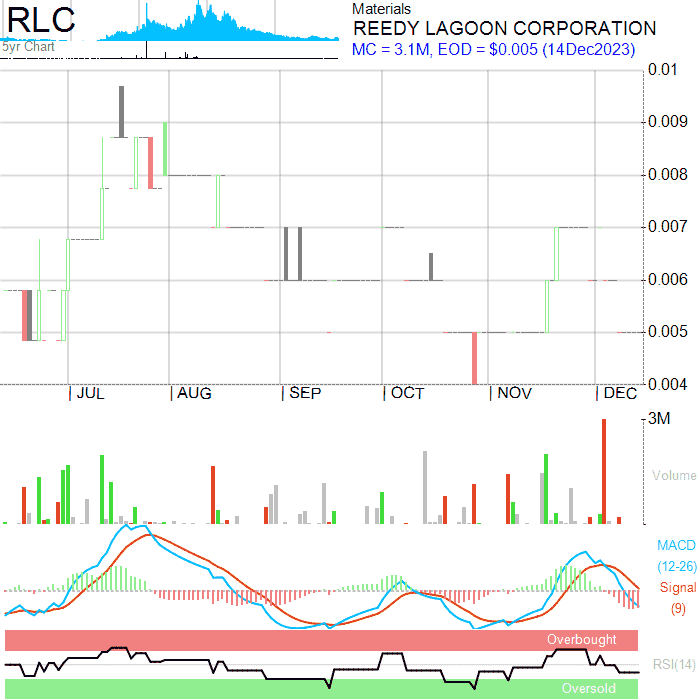 RLC
5yr Chart
Materials
REEDY LAGOON CORPORATION
MC = 3.1M, EOD = $0.005 (14Dec2023)
0.01
0.009
0.008
0.007
0.006
0.005
0.004
JUL AUG SEP OCT NOV DEC
3M
Volume
MACD
(12-26)
Signal
(9)
Overbought
RSI(14)
Oversold